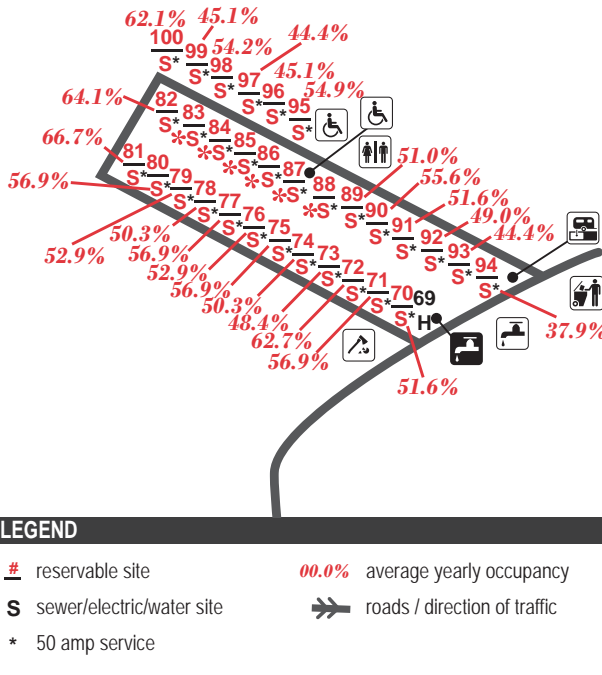 62.1% 45.1%
100 99 54.2% 44.4%
S* S* 98
S* 97 45.1%
S* 96 54.9%
S* 95
S*
64.1% 82 83 84 85 86 87 88 89 51.0%
S* S* S* S* S* S* S* S*
90 55.6%
S*
91 51.6%
S*
92 49.0%
S*
93 44.4%
S*
94
S* 37.9%
66.7% 81
S*
56.9% 80
S*
52.9% 79
S*
50.3% 78
S*
56.9% 77
S*
52.9% 76
S*
56.9% 75
S*
50.3% 74
S*
48.4% 73
S*
62.7% 72
S*
56.9% 71
S*
70 69
S* H
51.6%
LEGEND
# reservable site
00.0% average yearly occupancy
S sewer/electric/water site
roads / direction of traffic
* 50 amp service